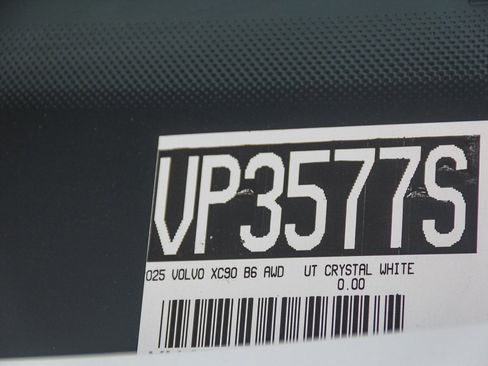 VP3577S
025 VOLVO XC90 B6 AWD UT CRYSTAL WHITE
0.00